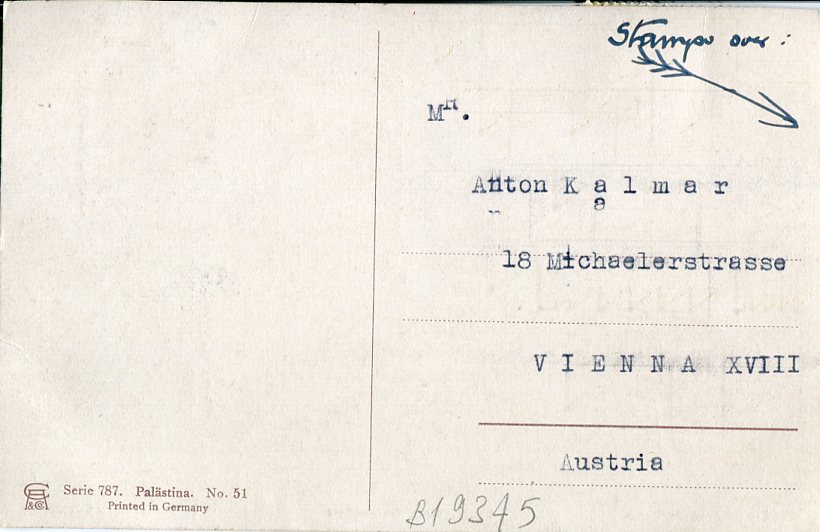 Stamps over:
Mr.
Anton Kalmar
18 Michaelerstrasse
VIENNA XVIII
Austria
Serie 787. Palästina. No. 51
Printed in Germany
B19345